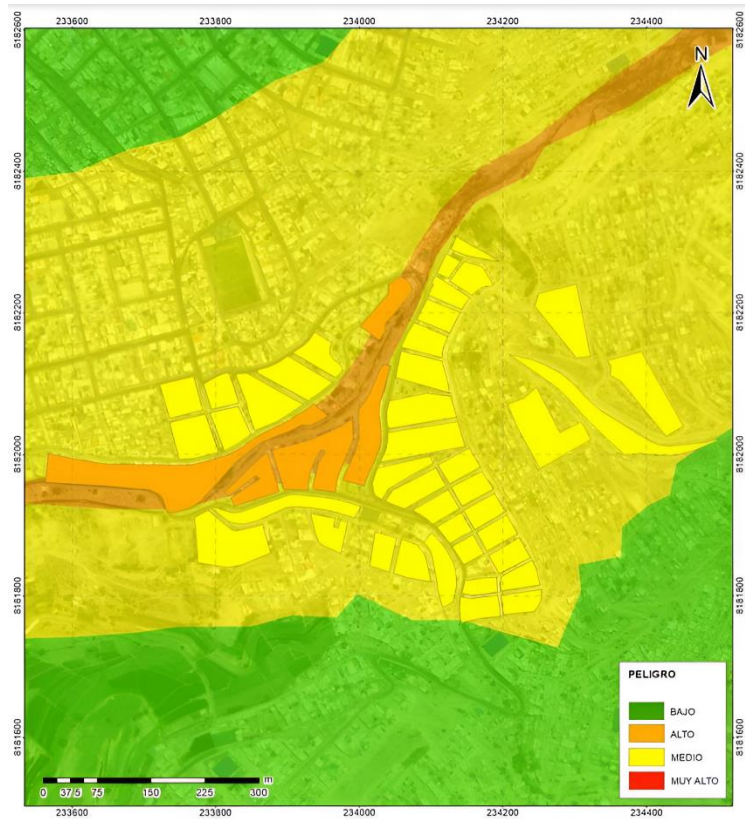 233600 233800 234000 234200 234400
8182600 8182600
N
8182400 8182400
8182200 8182200
8182000 8182000
8181800 8181800
PELIGRO
BAJO
ALTO
MEDIO
MUY ALTO
8181600 8181600
m
0 37.5 75 150 225 300
233600 233800 234000 234200 234400